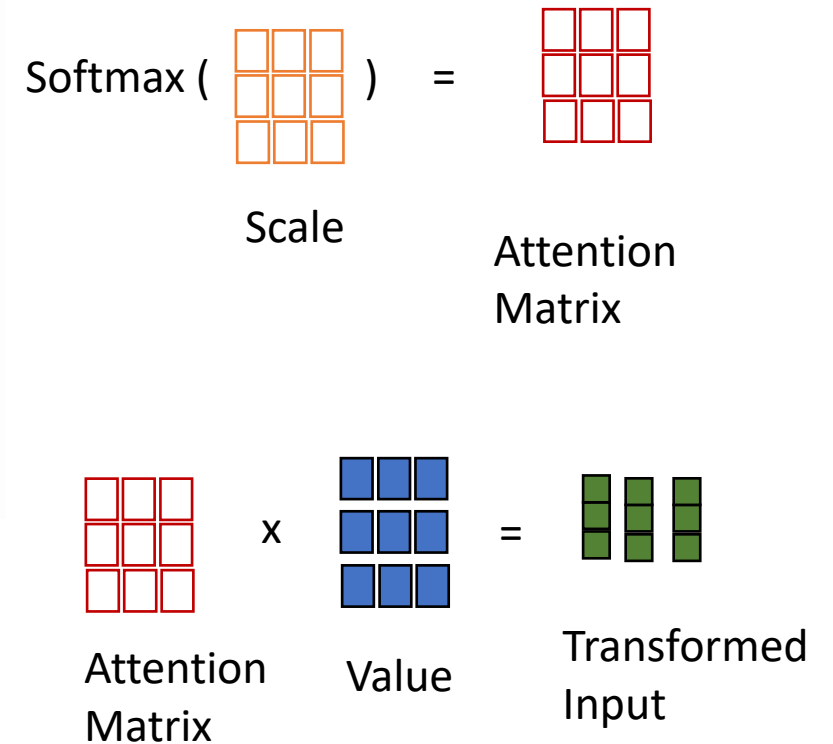 Softmax ( ) =
Scale
Attention
Matrix
x =
Attention
Matrix
Value
Transformed
Input